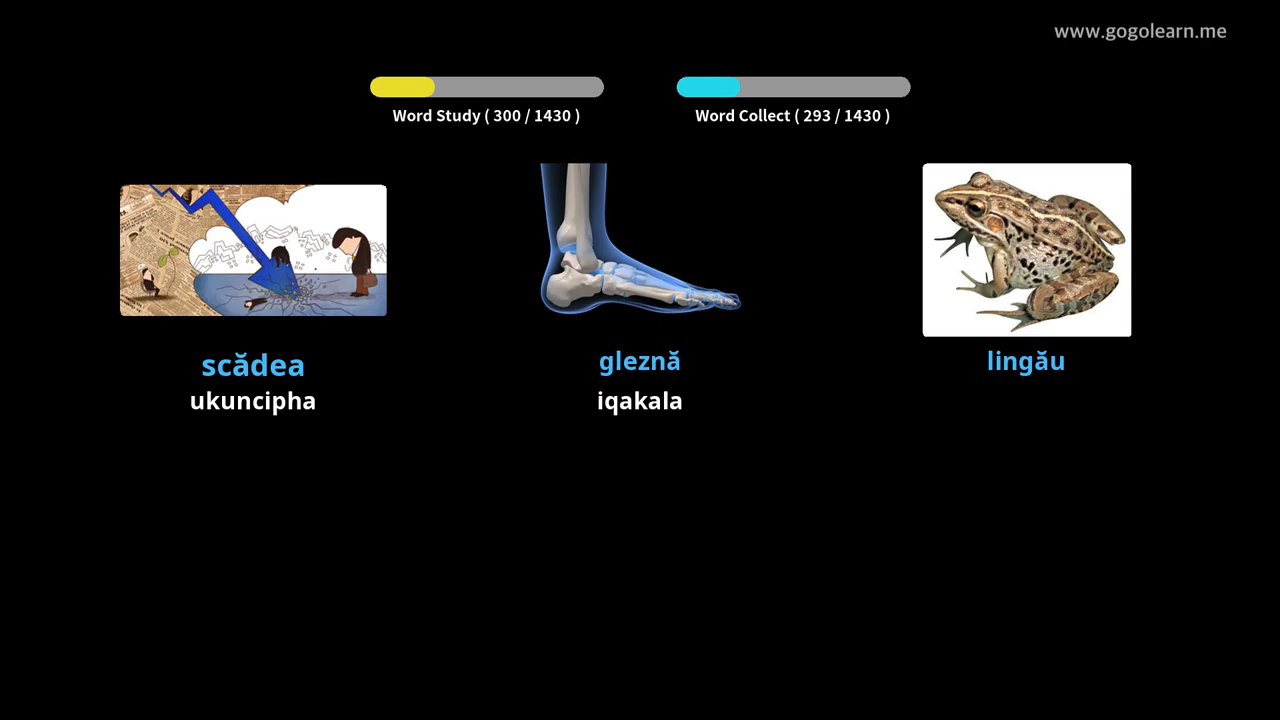 www.gogolearn.me
Word Study ( 300 / 1430 )
Word Collect ( 293 / 1430 )
scădea
ukuncipha
gleznă
iqakala
lingău